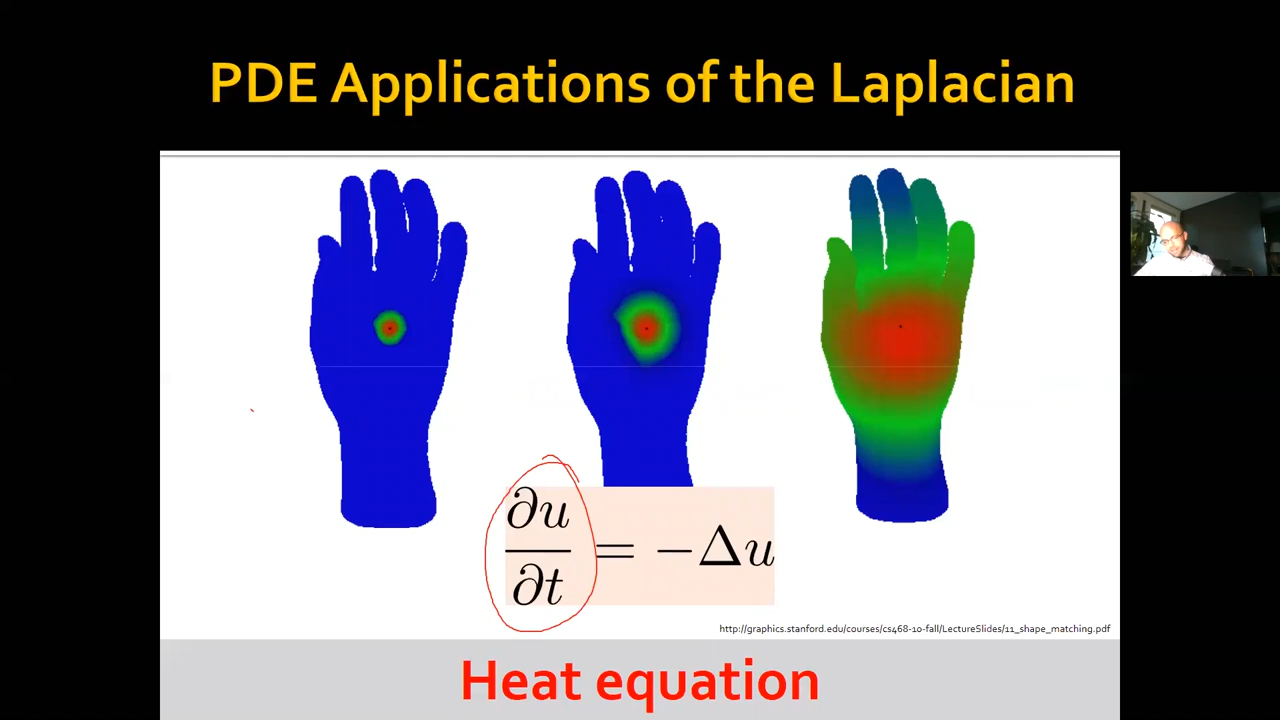 PDE Applications of the Laplacian
∂u/∂t = −Δu
http://graphics.stanford.edu/courses/cs468-10-fall/LectureSlides/11_shape_matching.pdf
Heat equation